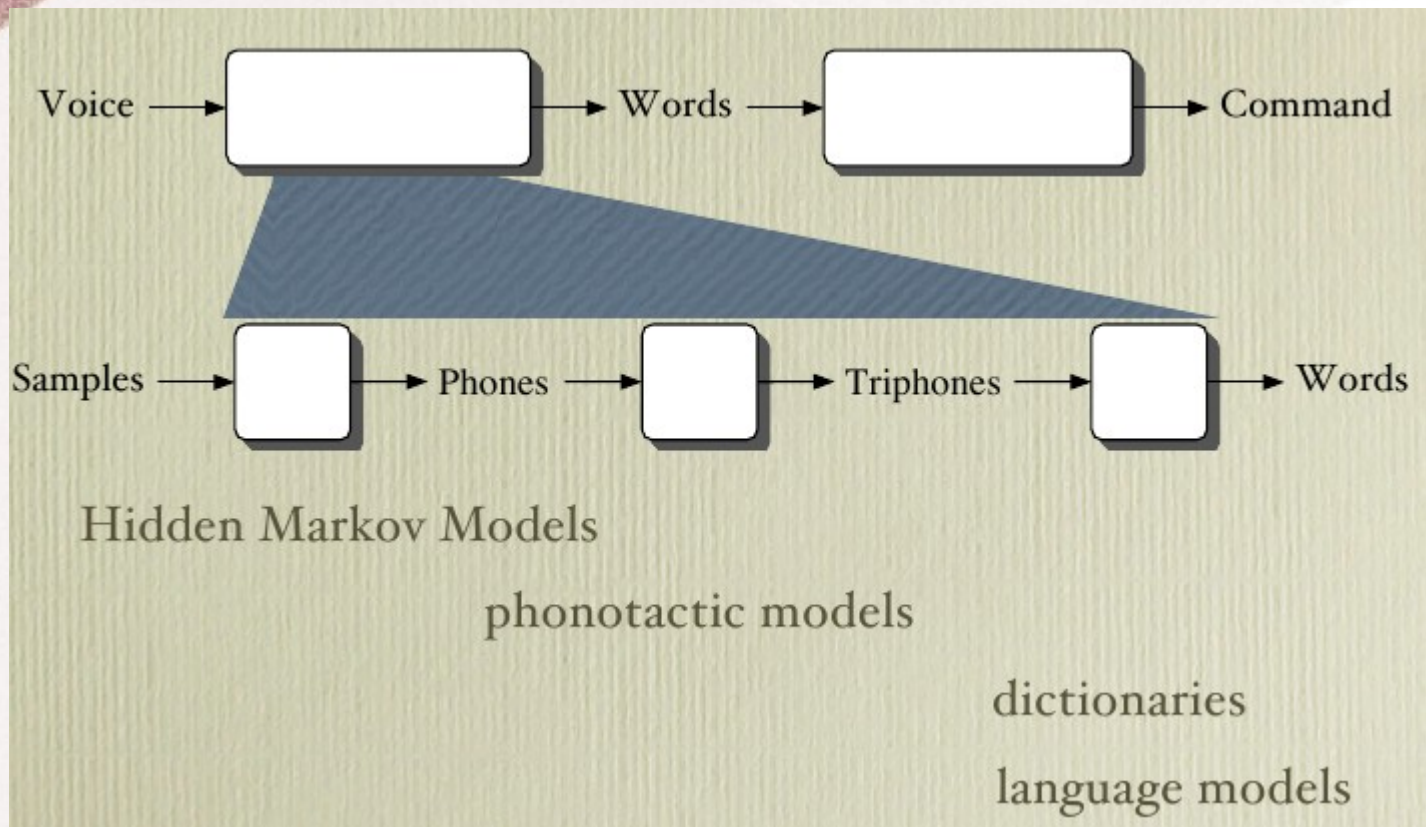 Voice Words Command
Samples Phones Triphones Words
Hidden Markov Models
phonotactic models
dictionaries
language models